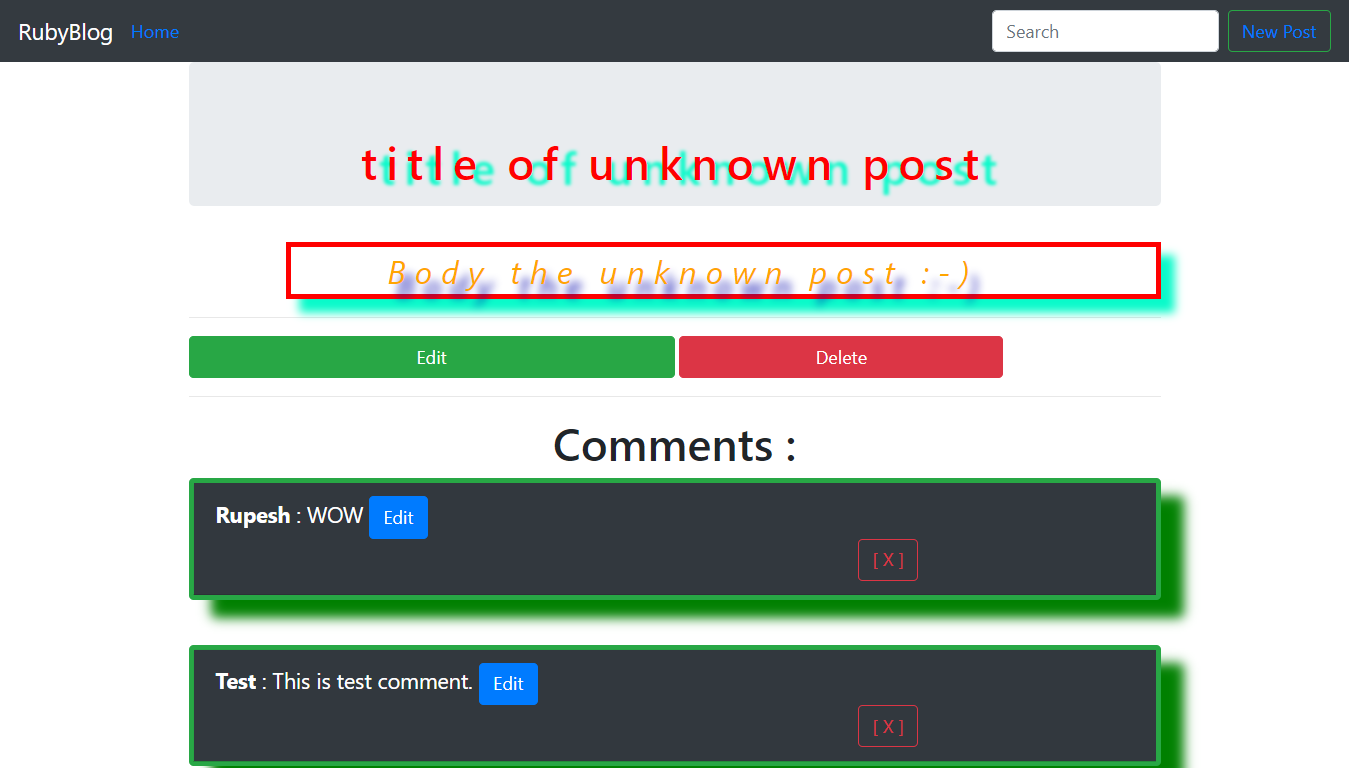 RubyBlog Home Search New Post
title of unknown post
Body the unknown post :-)
Edit Delete
Comments :
Rupesh : WOW Edit
[ X ]
Test : This is test comment. Edit
[ X ]